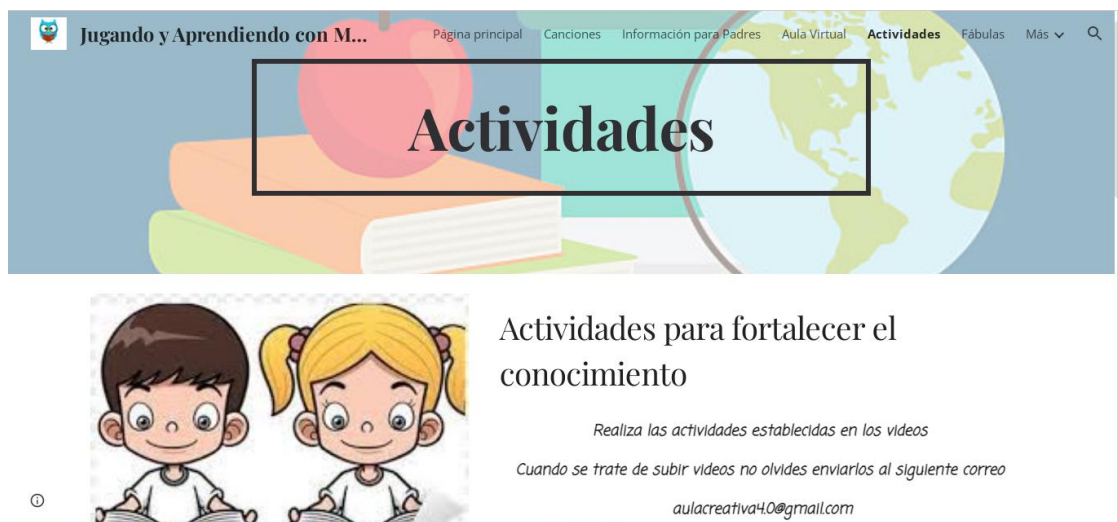 Jugando y Aprendiendo con M...
Página principal Canciones Información para Padres Aula Virtual Actividades Fábulas Más
Actividades
Actividades para fortalecer el
conocimiento
Realiza las actividades establecidas en los videos
Cuando se trate de subir videos no olvides enviarlos al siguiente correo
aulacreativa4.0@gmail.com